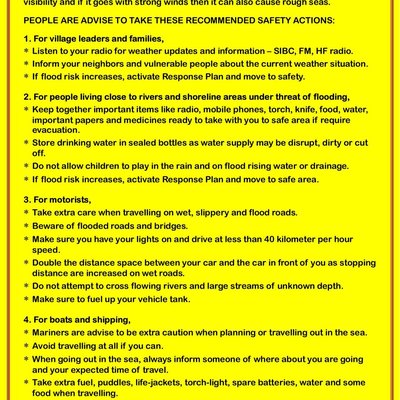 visibility and if it goes with strong winds then it can also cause rough seas.
PEOPLE ARE ADVISE TO TAKE THESE RECOMMENDED SAFETY ACTIONS:
1. For village leaders and families,
* Listen to your radio for weather updates and information – SIBC, FM, HF radio.
* Inform your neighbors and vulnerable people about the current weather situation.
* If flood risk increases, activate Response Plan and move to safety.
2. For people living close to rivers and shoreline areas under threat of flooding,
* Keep together important items like radio, mobile phones, torch, knife, food, water,
important papers and medicines ready to take with you to safe area if require
evacuation.
* Store drinking water in sealed bottles as water supply may be disrupt, dirty or cut
off.
* Do not allow children to play in the rain and on flood rising water or drainage.
* If flood risk increases, activate Response Plan and move to safe area.
3. For motorists,
* Take extra care when travelling on wet, slippery and flood roads.
* Beware of flooded roads and bridges.
* Make sure you have your lights on and drive at less than 40 kilometer per hour
speed.
* Double the distance space between your car and the car in front of you as stopping
distance are increased on wet roads.
* Do not attempt to cross flowing rivers and large streams of unknown depth.
* Make sure to fuel up your vehicle tank.
4. For boats and shipping,
* Mariners are advise to be extra caution when planning or travelling out in the sea.
* Avoid travelling at all if you can.
* When going out in the sea, always inform someone of where about you are going
and your expected time of travel.
* Take extra fuel, puddles, life-jackets, torch-light, spare batteries, water and some
food when travelling.